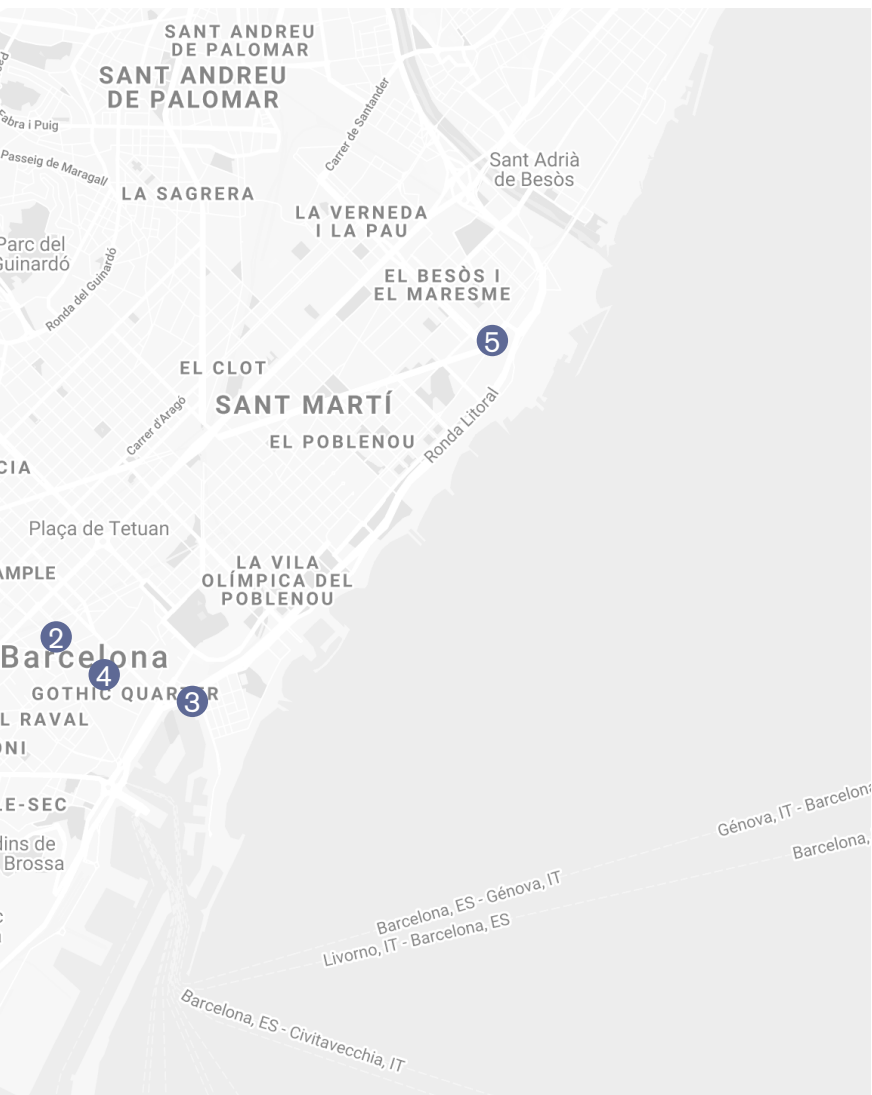 SANT ANDREU
DE PALOMAR
SANT ANDREU
DE PALOMAR
Fabra i Puig
Carrer de Santander
Passeig de Maragall
Sant Adrià
de Besòs
LA SAGRERA
LA VERNEDA
I LA PAU
Parc del
Guinardó
Ronda del Guinardó
EL BESÒS I
EL MARESME
5
EL CLOT
SANT MARTÍ
Carrer d'Aragó
Ronda Litoral
EL POBLENOU
CIA
Plaça de Tetuan
AMPLE
LA VILA
OLÍMPICA DEL
POBLENOU
2
Barcelona
4
GOTHIC QUARTER
3
L RAVAL
ONI
LE-SEC
dins de
Brossa
Génova, IT - Barcelona
Barcelona,
Barcelona, ES - Génova, IT
Livorno, IT - Barcelona, ES
Barcelona, ES - Civitavecchia, IT